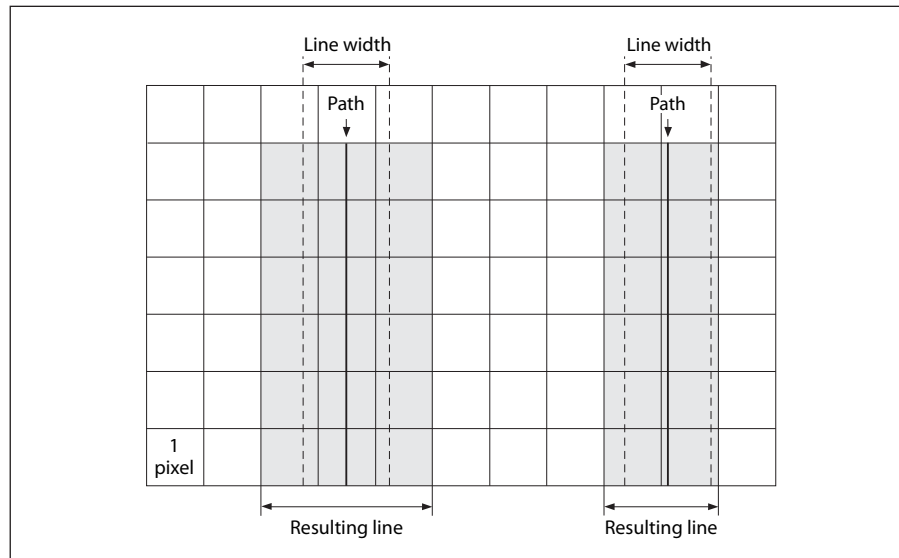 Line width
Line width
Path
Path
1
pixel
Resulting line
Resulting line